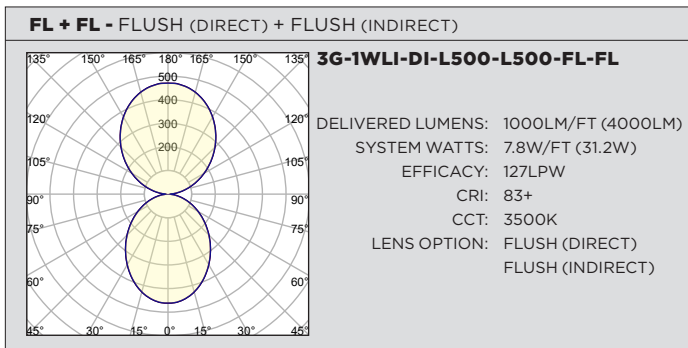 FL + FL - FLUSH (DIRECT) + FLUSH (INDIRECT)
135° 150° 165° 180° 165° 150° 135°
3G-1WLI-DI-L500-L500-FL-FL
500
400
300
200
120° 120°
105° 105°
90° 90°
75° 75°
60° 60°
45° 30° 15° 0° 15° 30° 45°
DELIVERED LUMENS: 1000LM/FT (4000LM)
SYSTEM WATTS: 7.8W/FT (31.2W)
EFFICACY: 127LPW
CRI: 83+
CCT: 3500K
LENS OPTION: FLUSH (DIRECT)
FLUSH (INDIRECT)